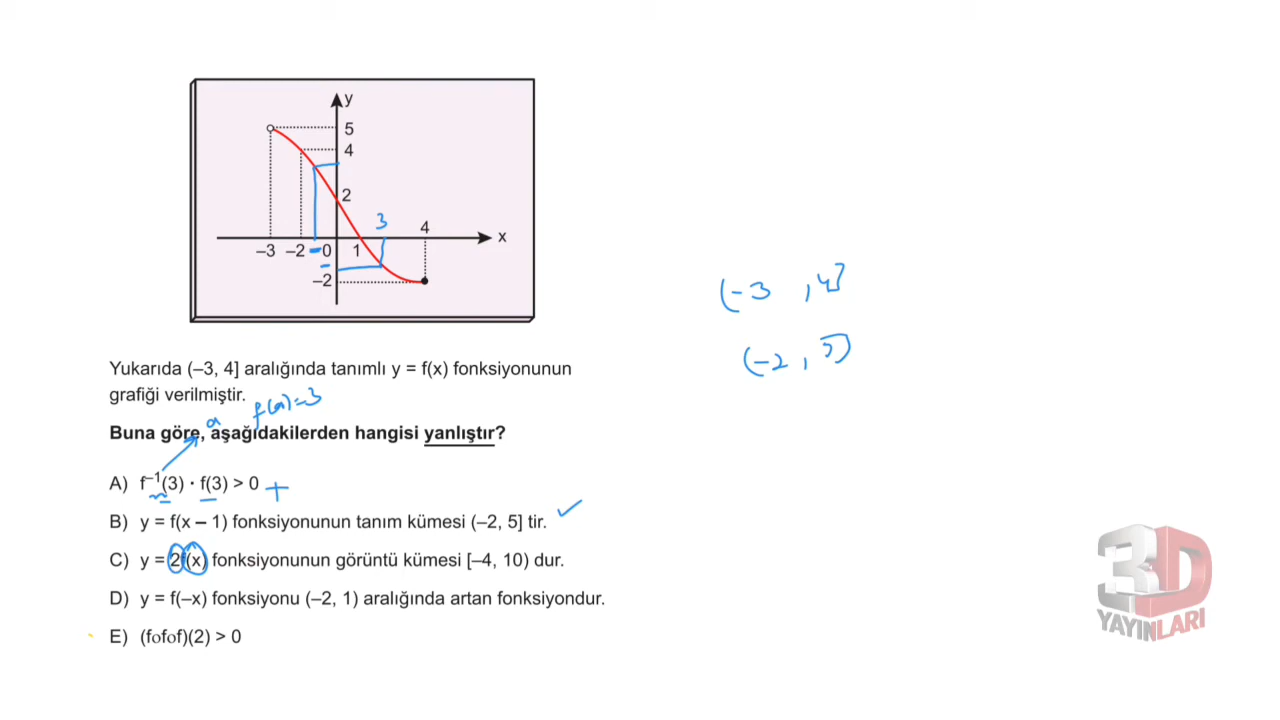 y
5
4
2
3
4
–3 –2 –0 1 x
–2
(-3 , 4]
(-2 , 5)
Yukarıda (–3, 4] aralığında tanımlı y = f(x) fonksiyonunun
grafiği verilmiştir.
a f(a)=3
Buna göre, aşağıdakilerden hangisi yanlıştır?
A) f⁻¹(3) · f(3) > 0 +
B) y = f(x – 1) fonksiyonunun tanım kümesi (–2, 5] tir. ✓
C) y = 2f(x) fonksiyonunun görüntü kümesi [–4, 10) dur.
D) y = f(–x) fonksiyonu (–2, 1) aralığında artan fonksiyondur.
E) (fofof)(2) > 0
3D
YAYINLARI